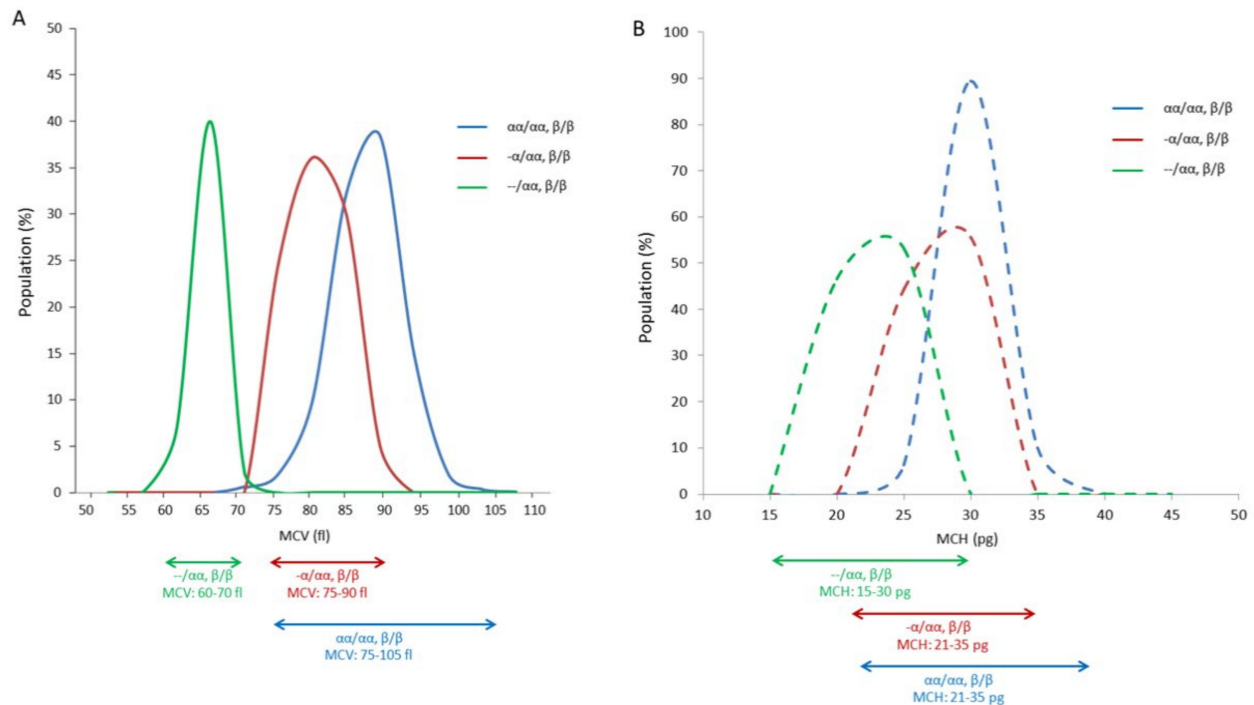 A
50
45
40
35
30
25
20
15
10
5
0
Population (%)
αα/αα, β/β
-α/αα, β/β
--/αα, β/β
50 55 60 65 70 75 80 85 90 95 100 105 110
MCV (fl)
--/αα, β/β
MCV: 60-70 fl
-α/αα, β/β
MCV: 75-90 fl
αα/αα, β/β
MCV: 75-105 fl
B
100
90
80
70
60
50
40
30
20
10
0
Population (%)
αα/αα, β/β
-α/αα, β/β
--/αα, β/β
10 15 20 25 30 35 40 45 50
MCH (pg)
--/αα, β/β
MCH: 15-30 pg
-α/αα, β/β
MCH: 21-35 pg
αα/αα, β/β
MCH: 21-35 pg